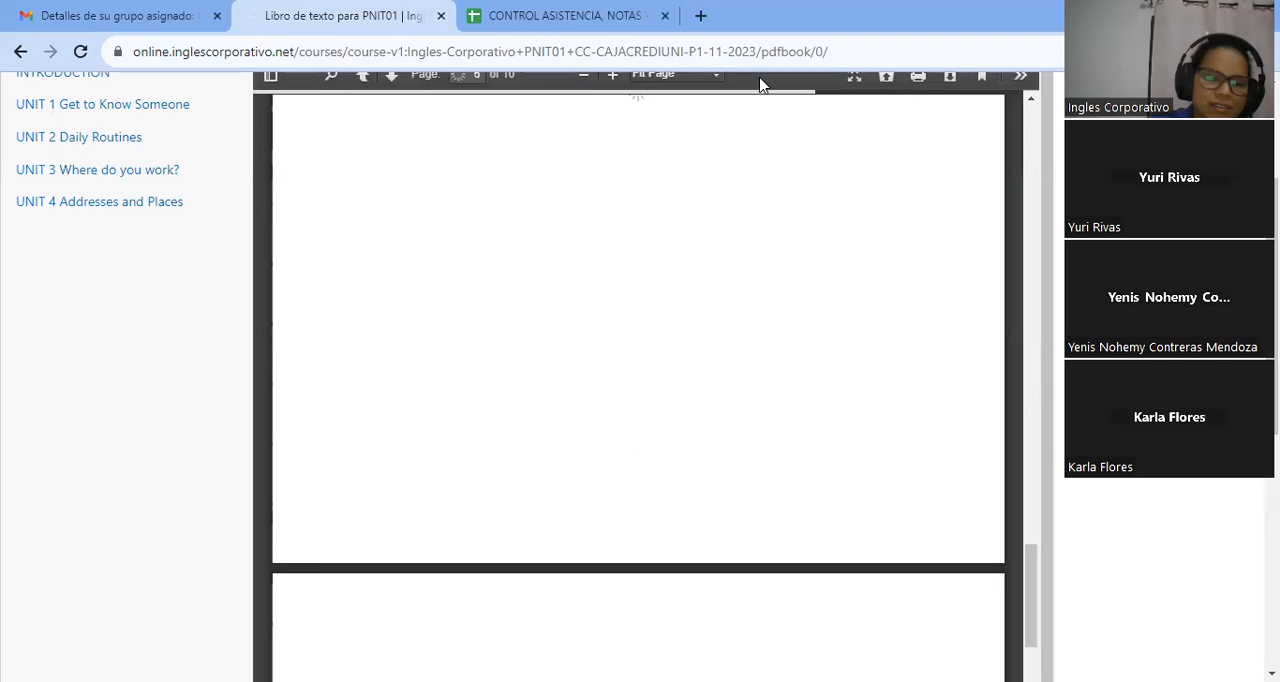 Detalles de su grupo asignado:
Libro de texto para PNIT01 | Ing
CONTROL ASISTENCIA, NOTAS
online.inglescorporativo.net/courses/course-v1:Ingles-Corporativo+PNIT01+CC-CAJACREDIUNI-P1-11-2023/pdfbook/0/
INTRODUCTION
Page:
of 10
Fit Page
UNIT 1 Get to Know Someone
UNIT 2 Daily Routines
UNIT 3 Where do you work?
UNIT 4 Addresses and Places
Ingles Corporativo
Yuri Rivas
Yuri Rivas
Yenis Nohemy Co...
Yenis Nohemy Contreras Mendoza
Karla Flores
Karla Flores